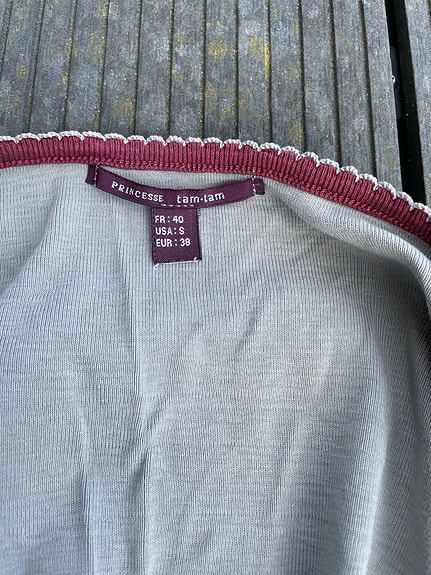 PRINCESSE tam·tam
FR: 40
USA: S
EUR: 38